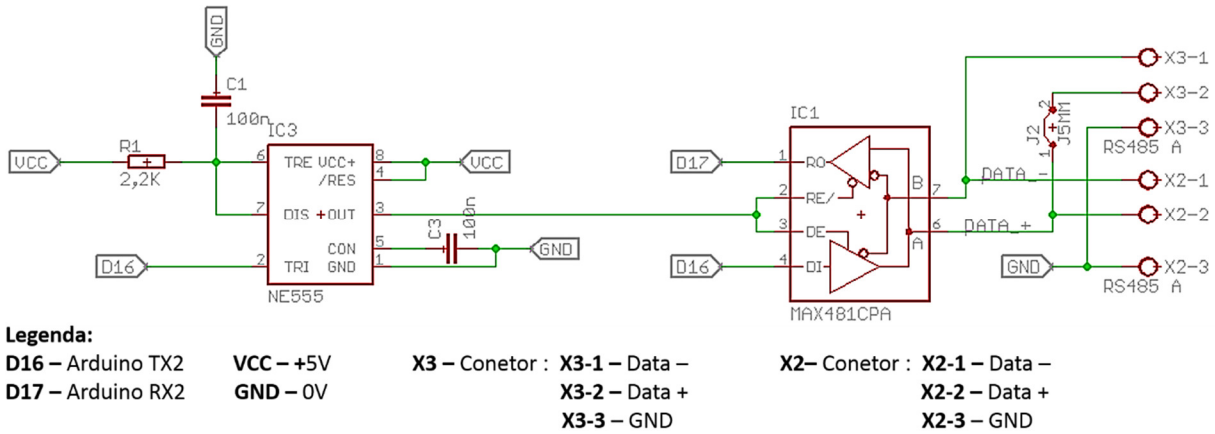 GND
C1
100n
IC3
R1
VCC
2,2K
6 TRE VCC+ 8
/RES 4
VCC
7 DIS +OUT 3
C3
100n
CON 5
GND 1
GND
D16
2 TRI
NE555
IC1
D17
1 RO
2 RE/
3 DE
D16
4 DI
B 7
A 6
MAX481CPA
DATA_-
DATA_+
J2
J5MM
1
2
X3-1
X3-2
X3-3
RS485 A
X2-1
X2-2
GND
X2-3
RS485 A
Legenda:
D16 – Arduino TX2 VCC – +5V X3 – Conetor : X3-1 – Data – X2– Conetor : X2-1 – Data –
D17 – Arduino RX2 GND – 0V X3-2 – Data + X2-2 – Data +
X3-3 – GND X2-3 – GND